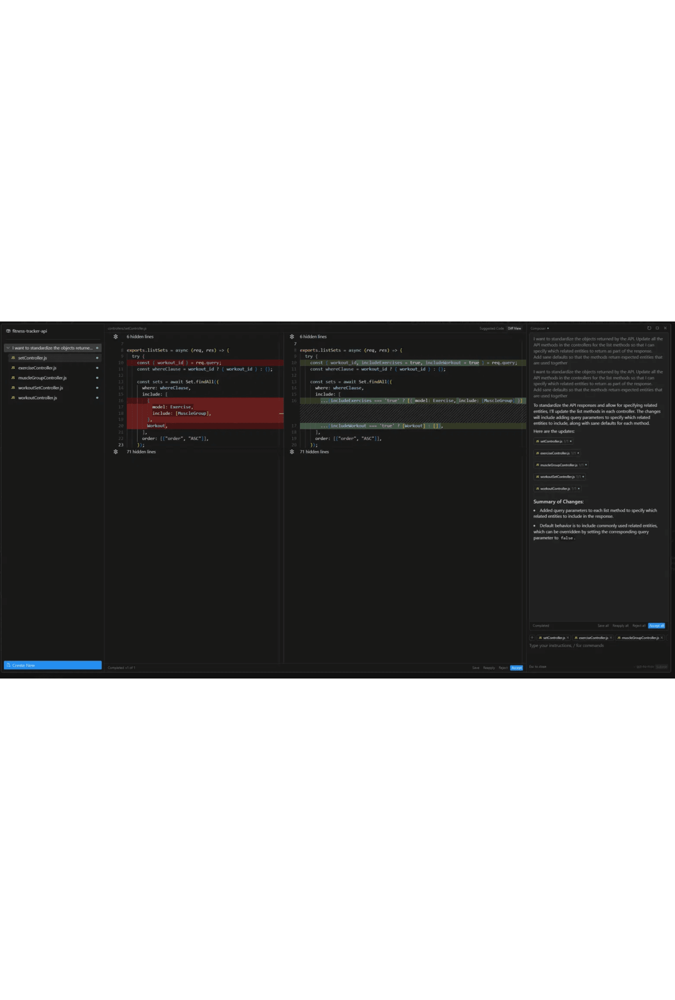 fitness-tracker-api
I want to standardize the objects returne...
JS setController.js
JS exerciseController.js
JS muscleGroupController.js
JS workoutSetController.js
JS workoutController.js
Create New
controllers/setController.js
Suggested Code Diff View
6 hidden lines
7
8 exports.listSets = async (req, res) => {
9 try {
10 const { workout_id } = req.query;
11 const whereClause = workout_id ? { workout_id } : {};
12
13 const sets = await Set.findAll({
14 where: whereClause,
15 include: [
16 {
17 model: Exercise,
18 include: [MuscleGroup],
19 },
20 Workout,
21 ],
22 order: [["order", "ASC"]],
23 });
71 hidden lines
6 hidden lines
7
8 exports.listSets = async (req, res) => {
9 try {
10 const { workout_id, includeExercises = true, includeWorkout = true } = req.query;
11 const whereClause = workout_id ? { workout_id } : {};
12
13 const sets = await Set.findAll({
14 where: whereClause,
15 include: [
16 ...(includeExercises === 'true' ? [{ model: Exercise, include: [MuscleGroup] }]
17 ...(includeWorkout === 'true' ? [Workout] : []),
18 ],
19 order: [["order", "ASC"]],
20 });
71 hidden lines
Completed v1 of 1
Save Reapply Reject Accept
Composer
I want to standardize the objects returned by the API. Update all the
API methods in the controllers for the list methods so that I can
specify which related entities to return as part of the response.
Add sane defaults so that the methods return expected entities that
are used together
I want to standardize the objects returned by the API. Update all the
API methods in the controllers for the list methods so that I can
specify which related entities to return as part of the response.
Add sane defaults so that the methods return expected entities that
are used together
To standardize the API responses and allow for specifying related
entities, I'll update the list methods in each controller. The changes
will include adding query parameters to specify which related
entities to include, along with sane defaults for each method.
Here are the updates:
JS setController.js 1/1
JS exerciseController.js 1/1
JS muscleGroupController.js 1/1
JS workoutSetController.js 1/1
JS workoutController.js 1/1
Summary of Changes:
• Added query parameters to each list method to specify which
related entities to include in the response.
• Default behavior is to include commonly used related entities,
which can be overridden by setting the corresponding query
parameter to false.
Completed Save all Reapply all Reject all Accept all
+ JS setController.js × JS exerciseController.js × JS muscleGroupController.js ×
Type your instructions, / for commands
Esc to close gpt-4o-mini Submit